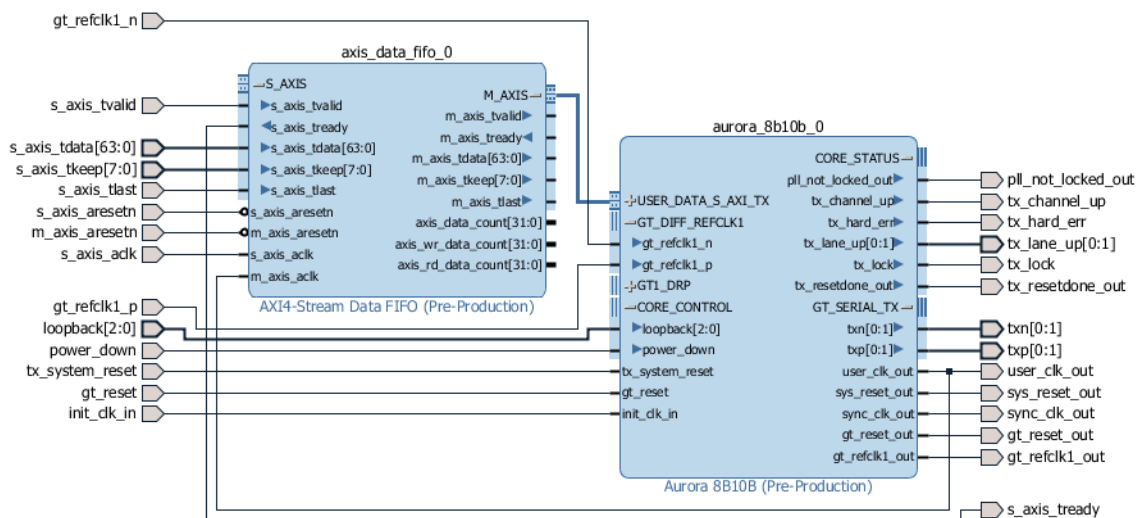 gt_refclk1_n
axis_data_fifo_0
S_AXIS
M_AXIS
s_axis_tvalid
s_axis_tvalid
m_axis_tvalid
s_axis_tready
m_axis_tready
s_axis_tdata[63:0]
s_axis_tdata[63:0]
m_axis_tdata[63:0]
s_axis_tkeep[7:0]
s_axis_tkeep[7:0]
m_axis_tkeep[7:0]
s_axis_tlast
s_axis_tlast
m_axis_tlast
s_axis_aresetn
s_axis_aresetn
axis_data_count[31:0]
m_axis_aresetn
m_axis_aresetn
axis_wr_data_count[31:0]
s_axis_aclk
s_axis_aclk
axis_rd_data_count[31:0]
m_axis_aclk
AXI4-Stream Data FIFO (Pre-Production)
gt_refclk1_p
loopback[2:0]
power_down
tx_system_reset
gt_reset
init_clk_in
aurora_8b10b_0
CORE_STATUS
pll_not_locked_out
pll_not_locked_out
USER_DATA_S_AXI_TX
tx_channel_up
tx_channel_up
GT_DIFF_REFCLK1
tx_hard_err
tx_hard_err
gt_refclk1_n
tx_lane_up[0:1]
tx_lane_up[0:1]
gt_refclk1_p
tx_lock
tx_lock
GT1_DRP
tx_resetdone_out
tx_resetdone_out
CORE_CONTROL
GT_SERIAL_TX
loopback[2:0]
txn[0:1]
txn[0:1]
power_down
txp[0:1]
txp[0:1]
tx_system_reset
user_clk_out
user_clk_out
gt_reset
sys_reset_out
sys_reset_out
init_clk_in
sync_clk_out
sync_clk_out
gt_reset_out
gt_reset_out
gt_refclk1_out
gt_refclk1_out
Aurora 8B10B (Pre-Production)
s_axis_tready